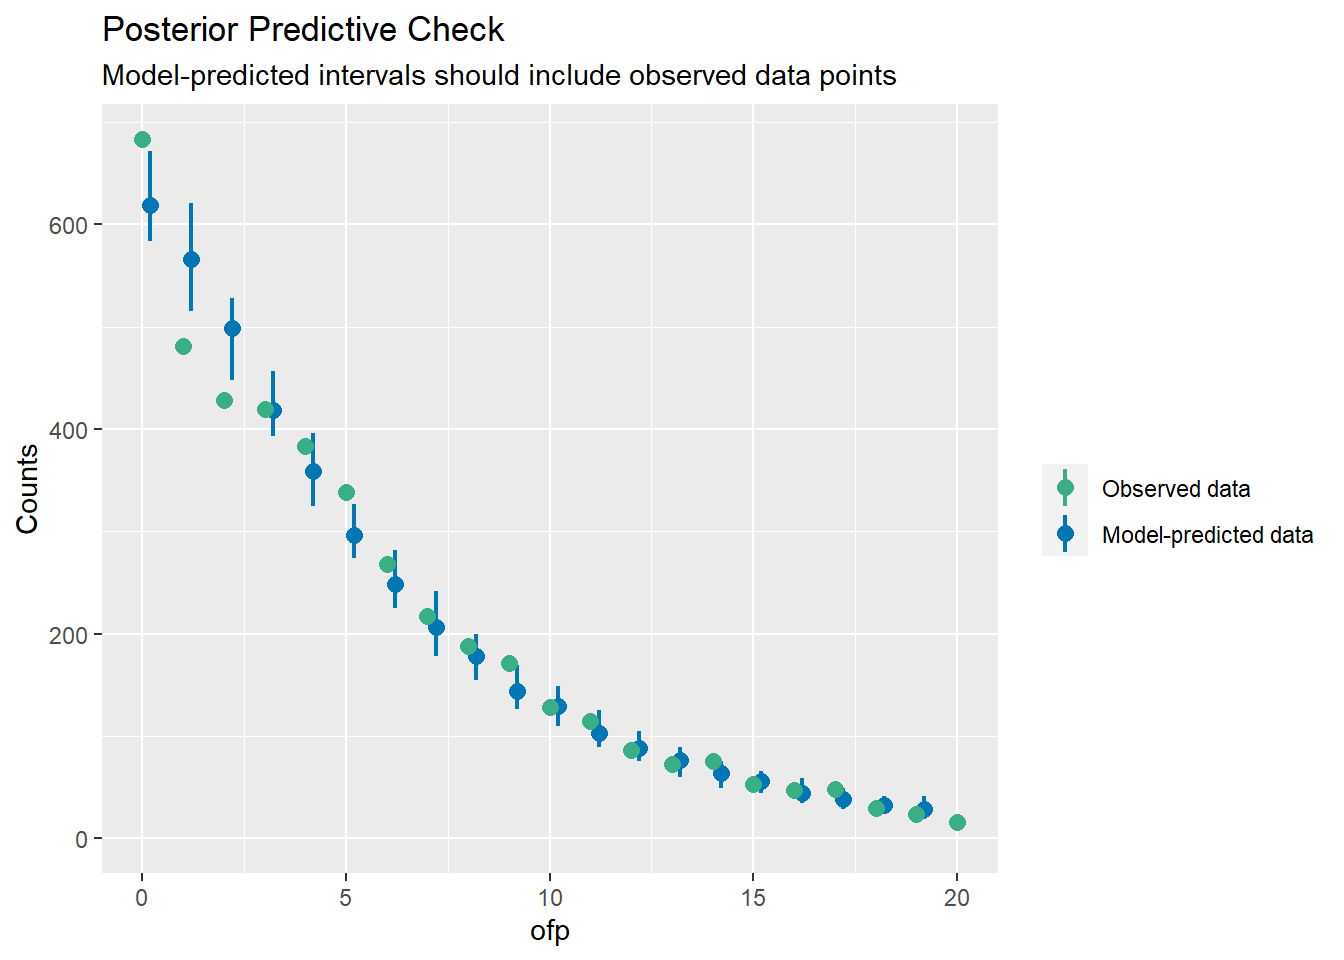 Posterior Predictive Check
Model-predicted intervals should include observed data points
600
400
200
0
Counts
0 5 10 15 20
ofp
Observed data
Model-predicted data